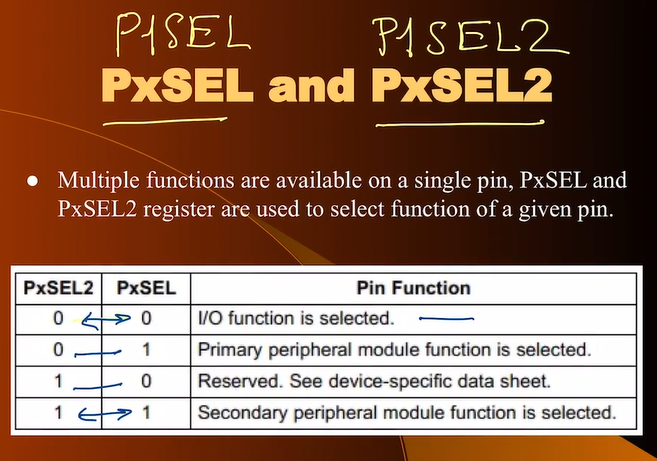 P1SEL P1SEL2
PxSEL and PxSEL2
● Multiple functions are available on a single pin, PxSEL and
PxSEL2 register are used to select function of a given pin.
PxSEL2 PxSEL Pin Function
0 0 I/O function is selected.
0 1 Primary peripheral module function is selected.
1 0 Reserved. See device-specific data sheet.
1 1 Secondary peripheral module function is selected.